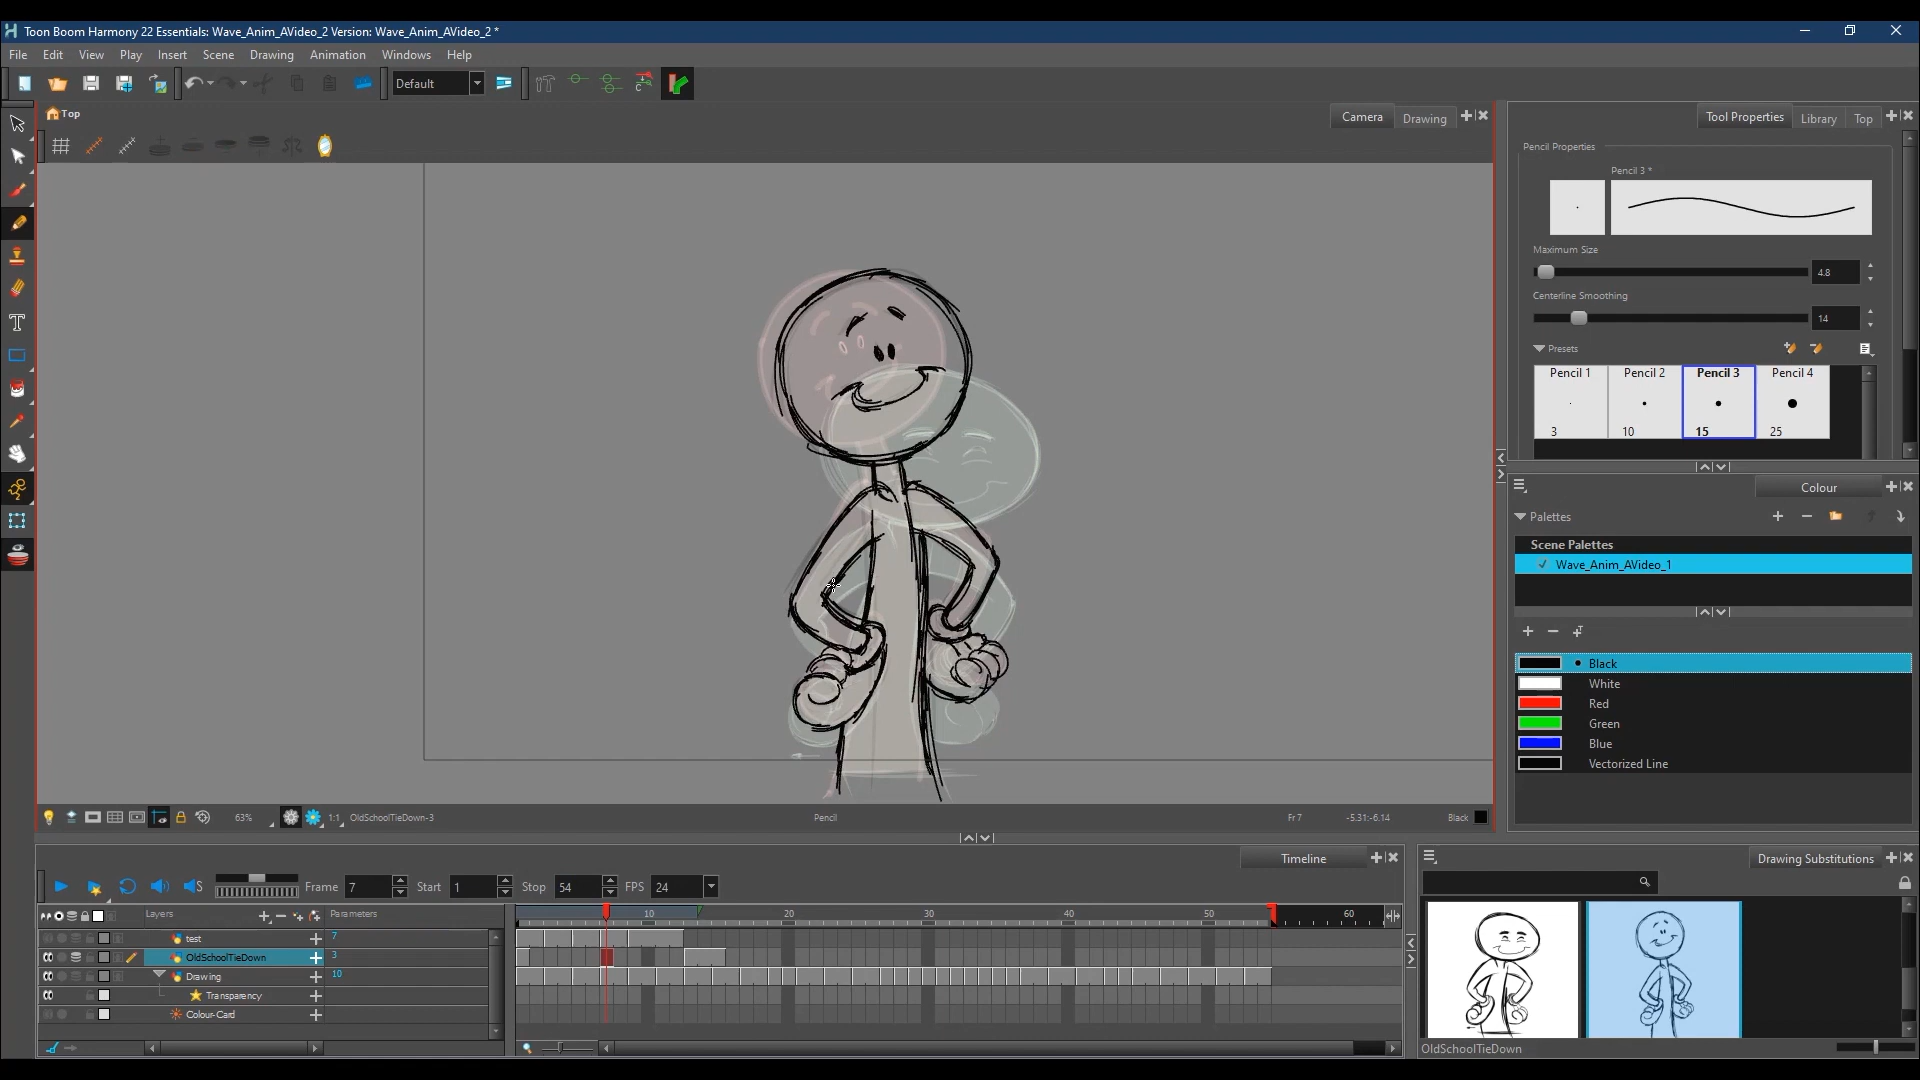 Toon Boom Harmony 22 Essentials: Wave_Anim_AVideo_2 Version: Wave_Anim_AVideo_2 *
File Edit View Play Insert Scene Drawing Animation Windows Help
Default
Top
Camera Drawing
Tool Properties Library Top
Pencil Properties
Pencil 3 *
Maximum Size
4.8
Centerline Smoothing
14
Presets
Pencil 1 Pencil 2 Pencil 3 Pencil 4
3 10 15 25
Colour
Palettes
Scene Palettes
Wave_Anim_AVideo_1
Black
White
Red
Green
Blue
Vectorized Line
63% 1:1 OldSchoolTieDown-3 Pencil Fr 7 -5.31:-6.14 Black
Timeline
Frame 7 Start 1 Stop 54 FPS 24
Layers Parameters
10 20 30 40 50 60
test 7
OldSchoolTieDown 3
Drawing 10
Transparency
Colour-Card
Drawing Substitutions
OldSchoolTieDown